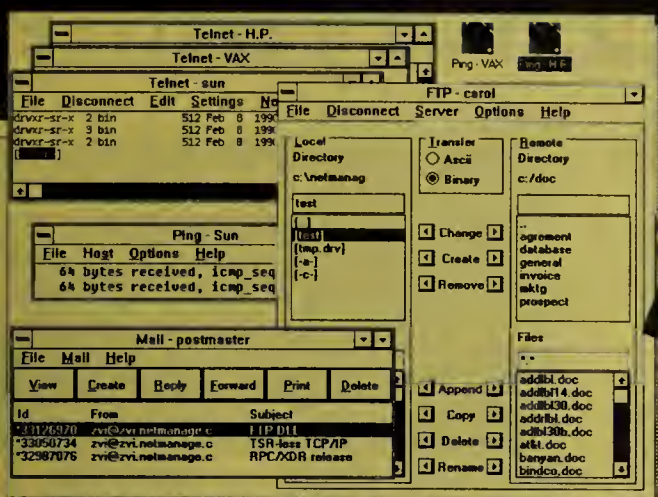 Telnet - H.P.
Telnet - VAX
Telnet - sun
File Disconnect Edit Settings
drwxr-sr-x 2 bin 512 Feb 8 1990
drwxr-sr-x 3 bin 512 Feb 8 199
drwxr-sr-x 2 bin 512 Feb 8 199
Ping - VAX
Ping - H.P.
FTP - carol
File Disconnect Server Options Help
Local
Directory
c:\netmanag
test
[..]
[test]
[tmp.drv]
[-a-]
[-c-]
Transfer
Ascii
Binary
Change
Create
Remove
Append
Copy
Delete
Rename
Remote
Directory
c:/doc
..
agrement
database
general
invoice
mktg
prospect
Files
*.*
addlbl.doc
addlbl14.doc
addlbl30.doc
addrlbl.doc
adlbl30b.doc
at&t.doc
banyan.doc
bindco.doc
Ping - Sun
File Host Options Help
64 bytes received, icmp_seq
64 bytes received, icmp_seq
Mail - postmaster
File Mail Help
View Create Reply Forward Print Delete
Id From Subject
*33126970 zvi@zvi.netmanage.c FTP DLL
*33050734 zvi@zvi.netmanage.c TSR-less TCP/IP
*32987076 zvi@zvi.netmanage.c RPC/XDR release